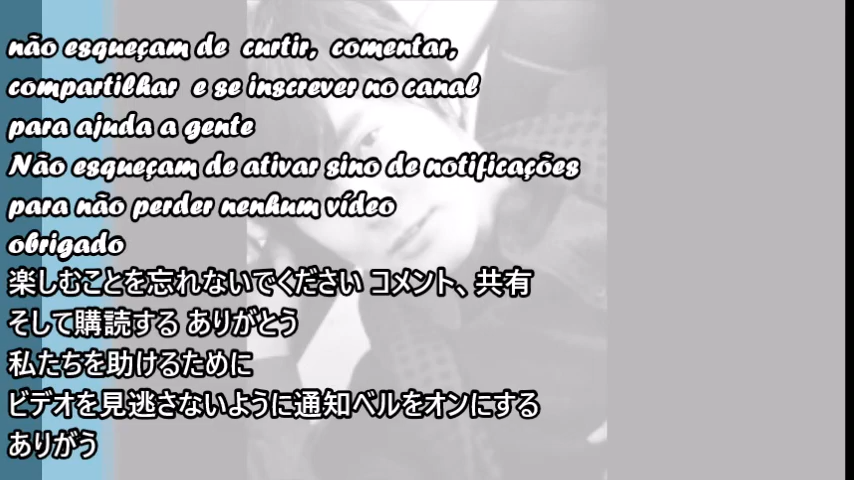 não esqueçam de curtir, comentar,
compartilhar e se inscrever no canal
para ajuda a gente
Não esqueçam de ativar sino de notificações
para não perder nenhum vídeo
obrigado
楽しむことを忘れないでください コメント、共有
そして購読する ありがとう
私たちを助けるために
ビデオを見逃さないように通知ベルをオンにする
ありがう